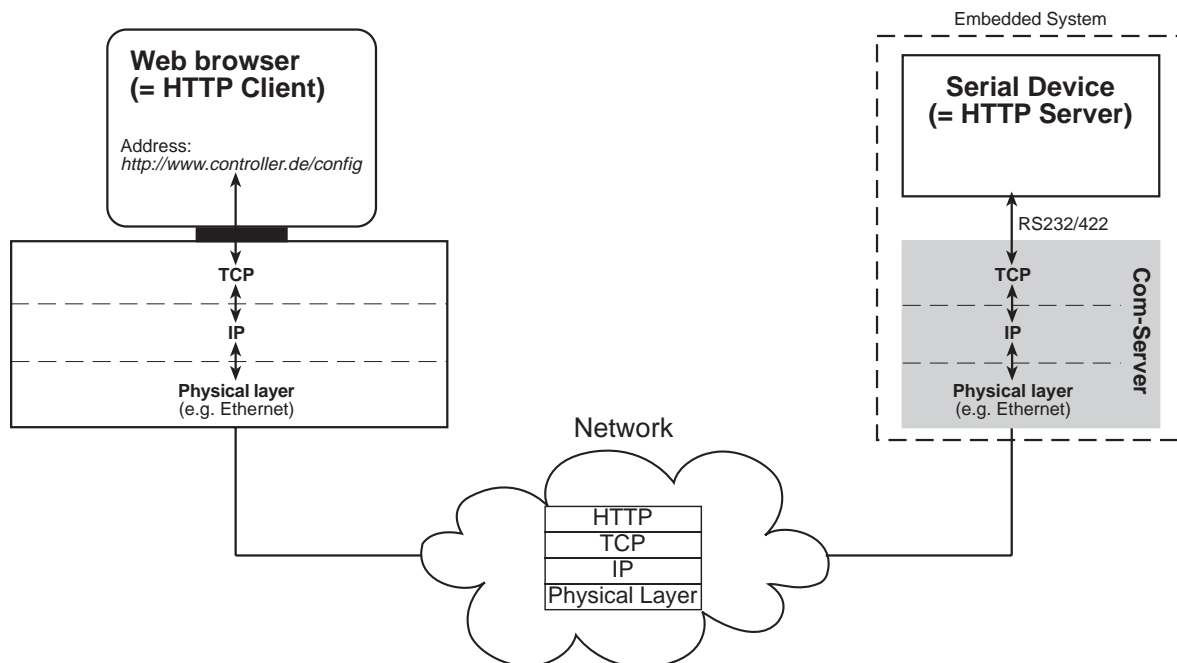 Web browser
(= HTTP Client)
Address:
http://www.controller.de/config
TCP
IP
Physical layer
(e.g. Ethernet)
Embedded System
Serial Device
(= HTTP Server)
RS232/422
TCP
IP
Physical layer
(e.g. Ethernet)
Com-Server
Network
HTTP
TCP
IP
Physical Layer